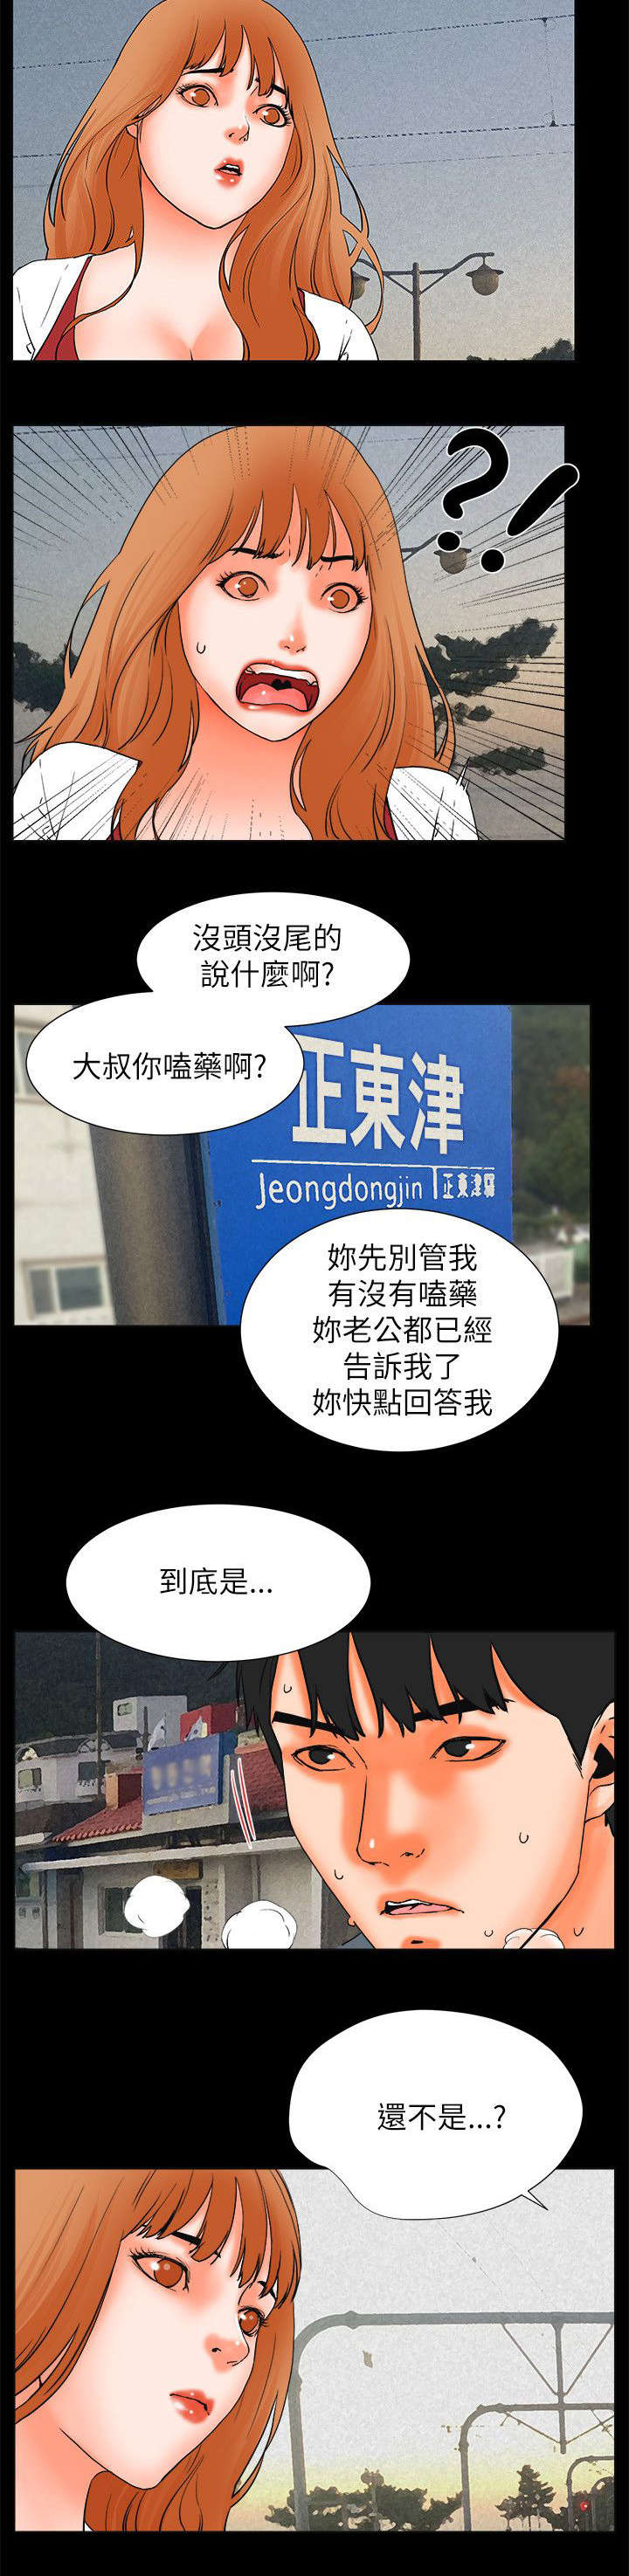 ?!
沒頭沒尾的
說什麼啊?
大叔你嗑藥啊?
正東津
Jeongdongjin
正東津驛
妳先別管我
有沒有嗑藥
妳老公都已經
告訴我了
妳快點回答我
到底是...
還不是...?